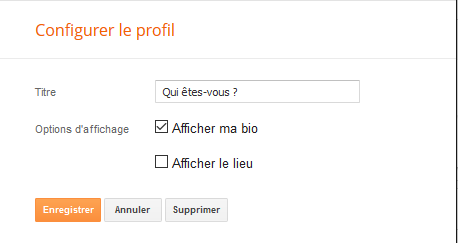 Configurer le profil
Titre Qui êtes-vous ?
Options d'affichage Afficher ma bio
Afficher le lieu
Enregistrer Annuler Supprimer